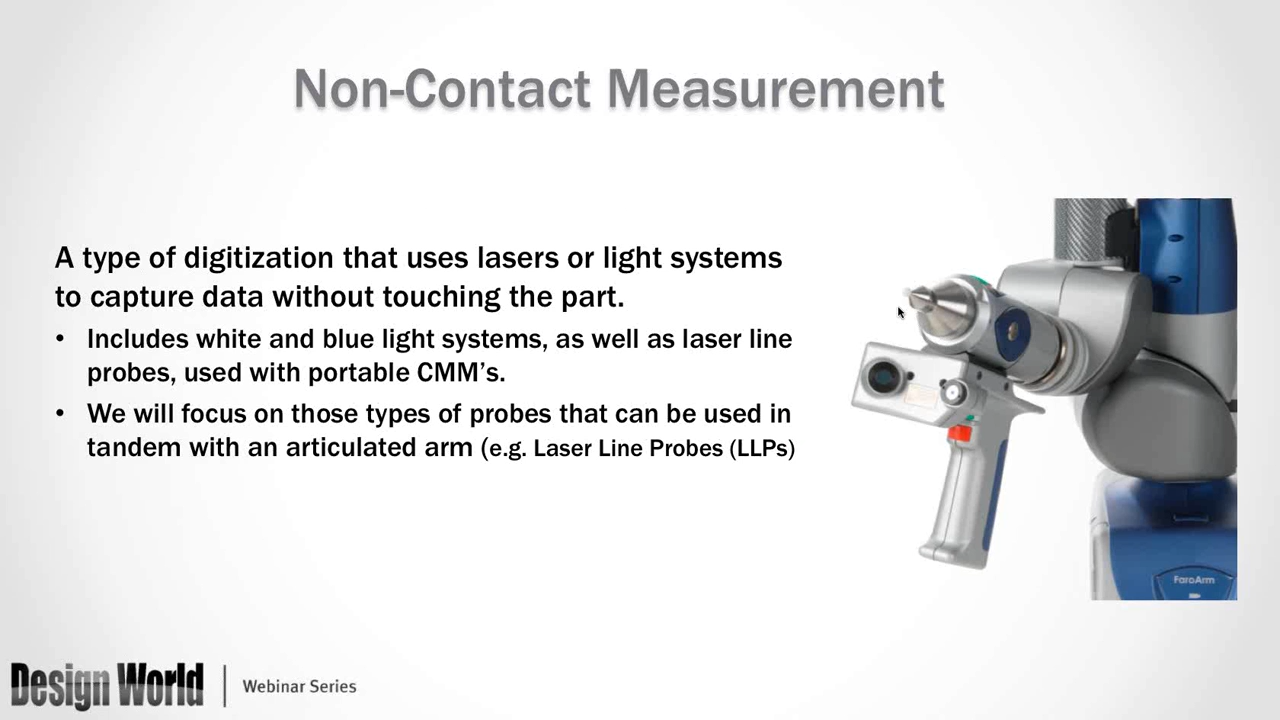 Non-Contact Measurement
A type of digitization that uses lasers or light systems
to capture data without touching the part.
• Includes white and blue light systems, as well as laser line
probes, used with portable CMM’s.
• We will focus on those types of probes that can be used in
tandem with an articulated arm (e.g. Laser Line Probes (LLPs)
FaroArm
Design World
Webinar Series